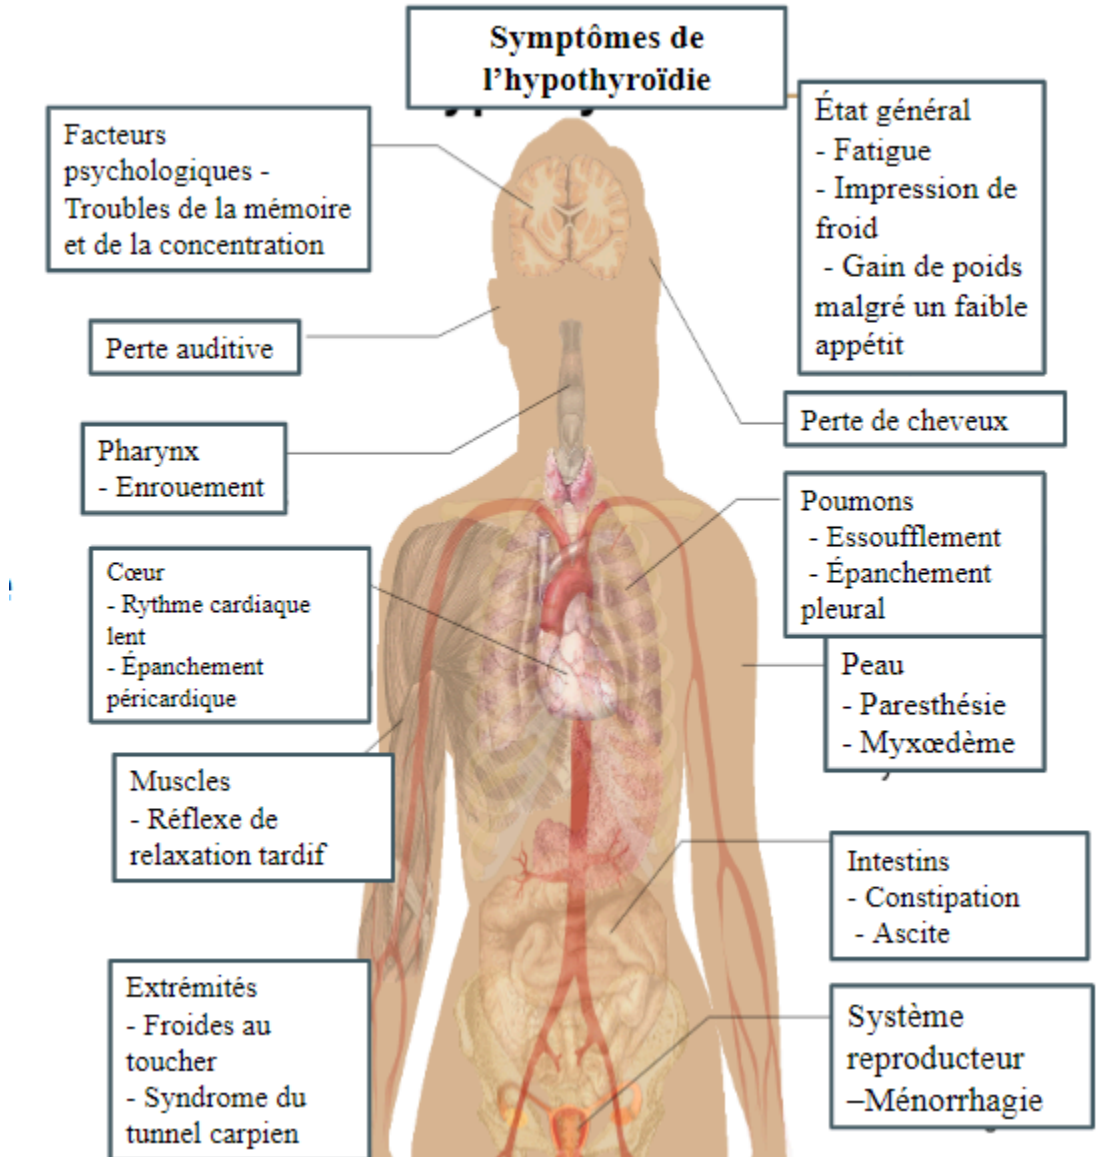 Symptômes de
l’hypothyroïdie
État général
- Fatigue
- Impression de
froid
- Gain de poids
malgré un faible
appétit
Facteurs
psychologiques -
Troubles de la mémoire
et de la concentration
Perte auditive
Perte de cheveux
Pharynx
- Enrouement
Poumons
- Essoufflement
- Épanchement
pleural
Cœur
- Rythme cardiaque
lent
- Épanchement
péricardique
Peau
- Paresthésie
- Myxœdème
Muscles
- Réflexe de
relaxation tardif
Intestins
- Constipation
- Ascite
Extrémités
- Froides au
toucher
- Syndrome du
tunnel carpien
Système
reproducteur
–Ménorrhagie